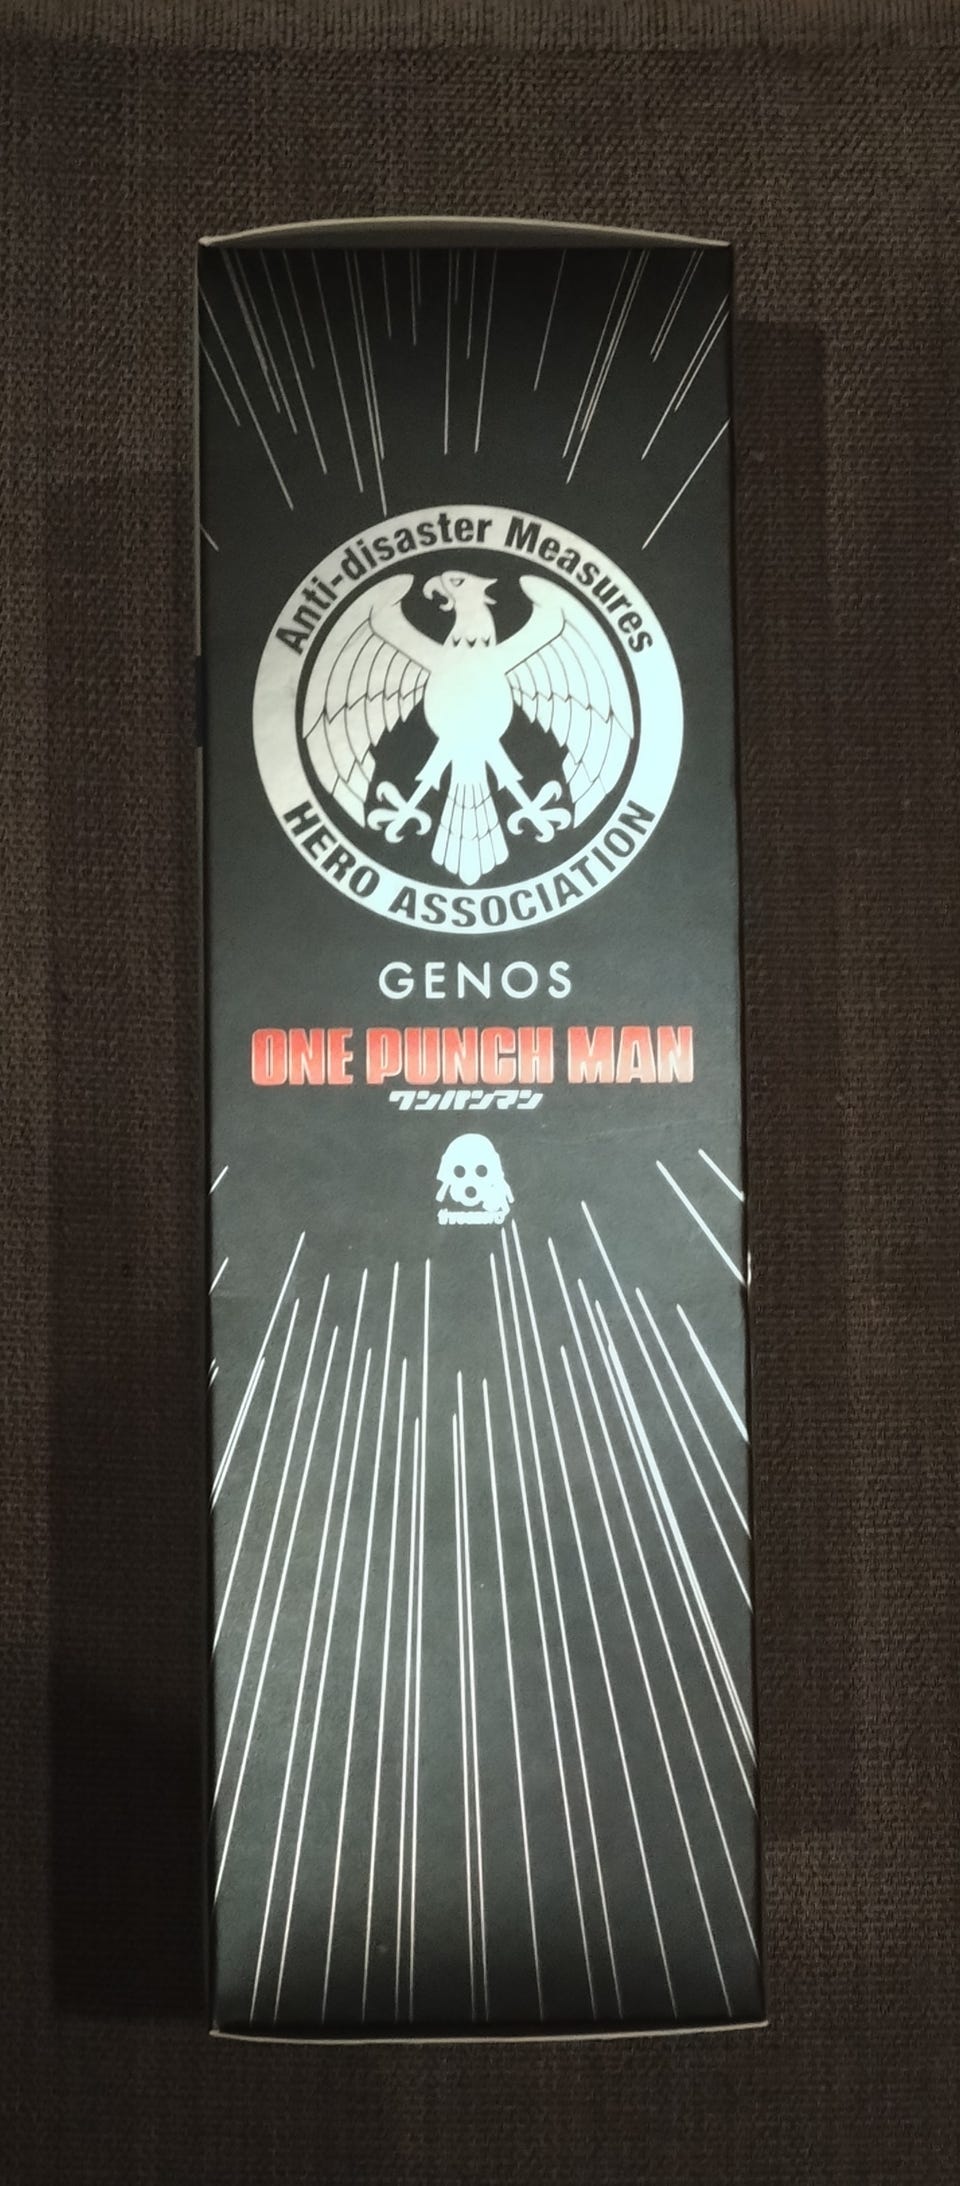 Anti-disaster Measures
HERO ASSOCIATION
GENOS
ONE PUNCH MAN
ワンパンマン